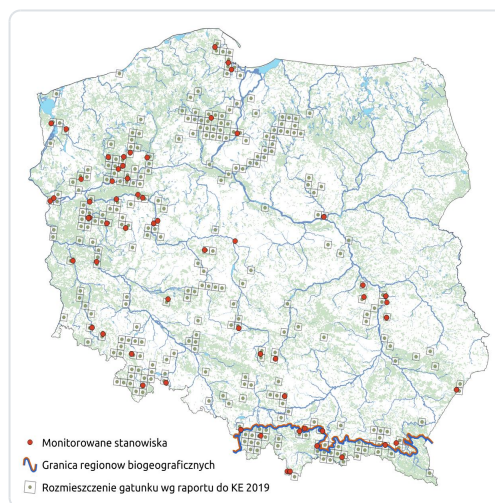 Monitorowane stanowiska
Granica regionow biogeograficznych
Rozmieszczenie gatunku wg raportu do KE 2019